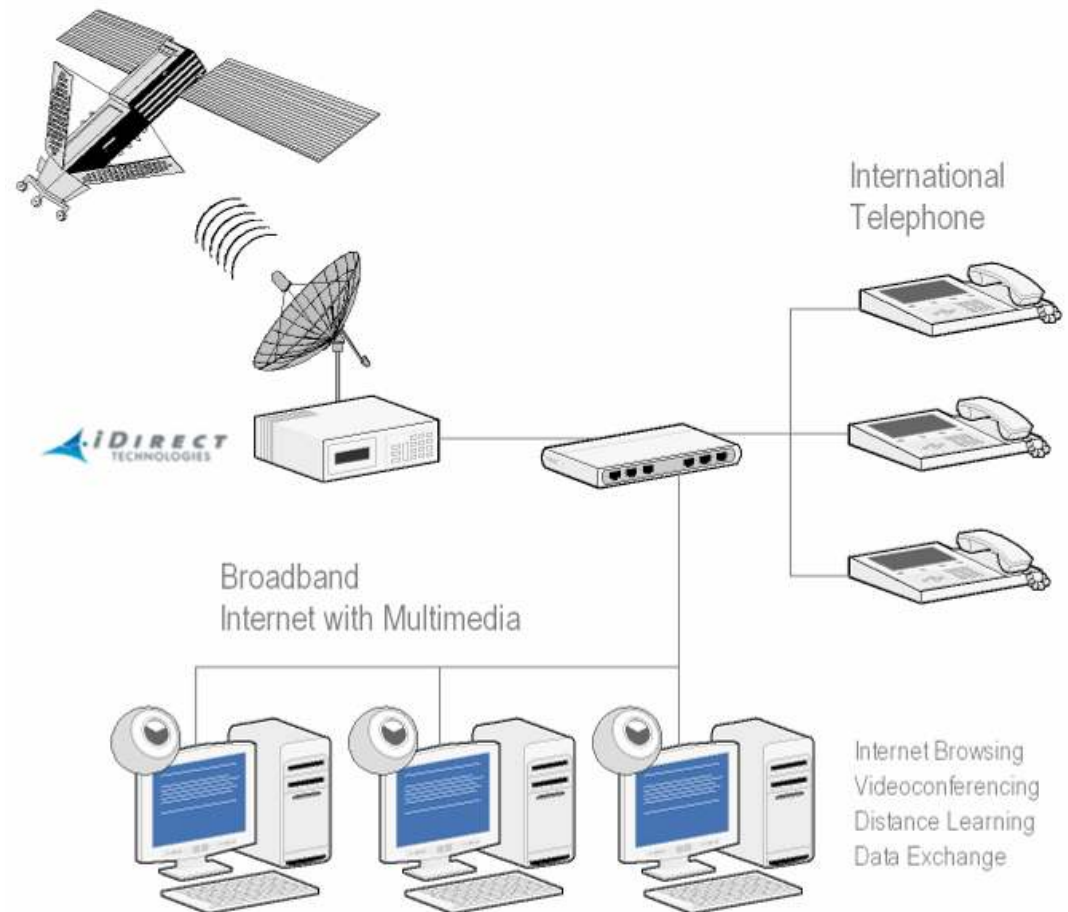 International
Telephone
iDIRECT
TECHNOLOGIES
Broadband
Internet with Multimedia
Internet Browsing
Videoconferencing
Distance Learning
Data Exchange